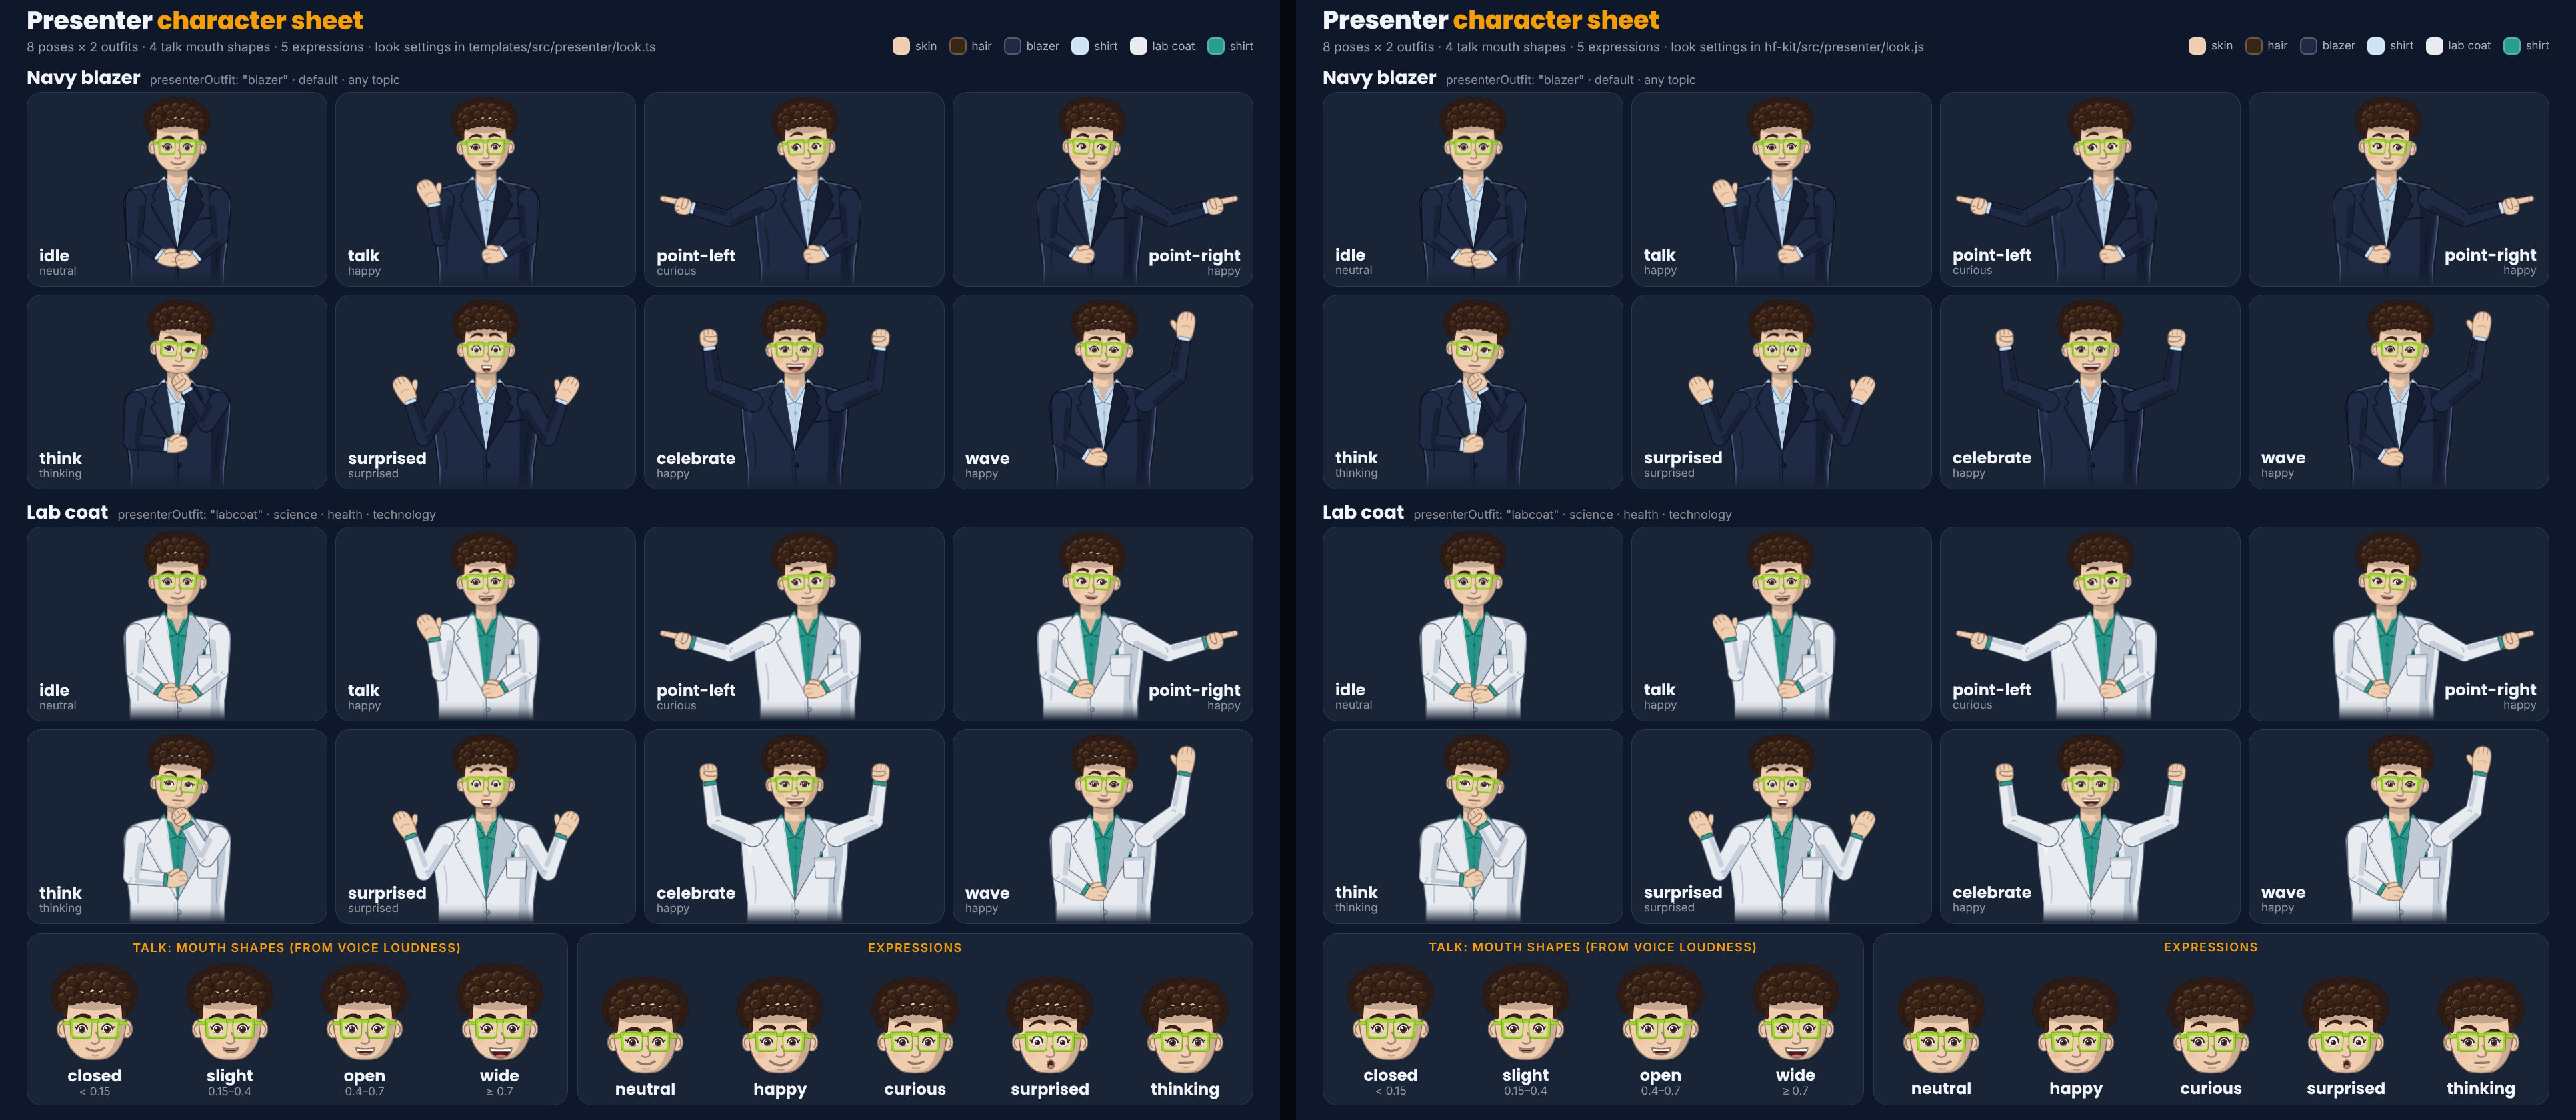 Presenter character sheet
8 poses × 2 outfits · 4 talk mouth shapes · 5 expressions · look settings in templates/src/presenter/look.ts
skin hair blazer shirt lab coat shirt
Navy blazer presenterOutfit: "blazer" · default · any topic
idle
neutral
talk
happy
point-left
curious
point-right
happy
think
thinking
surprised
surprised
celebrate
happy
wave
happy
Lab coat presenterOutfit: "labcoat" · science · health · technology
idle
neutral
talk
happy
point-left
curious
point-right
happy
think
thinking
surprised
surprised
celebrate
happy
wave
happy
TALK: MOUTH SHAPES (FROM VOICE LOUDNESS)
closed
< 0.15
slight
0.15–0.4
open
0.4–0.7
wide
≥ 0.7
EXPRESSIONS
neutral
happy
curious
surprised
thinking
Presenter character sheet
8 poses × 2 outfits · 4 talk mouth shapes · 5 expressions · look settings in hf-kit/src/presenter/look.js
skin hair blazer shirt lab coat shirt
Navy blazer presenterOutfit: "blazer" · default · any topic
idle
neutral
talk
happy
point-left
curious
point-right
happy
think
thinking
surprised
surprised
celebrate
happy
wave
happy
Lab coat presenterOutfit: "labcoat" · science · health · technology
idle
neutral
talk
happy
point-left
curious
point-right
happy
think
thinking
surprised
surprised
celebrate
happy
wave
happy
TALK: MOUTH SHAPES (FROM VOICE LOUDNESS)
closed
< 0.15
slight
0.15–0.4
open
0.4–0.7
wide
≥ 0.7
EXPRESSIONS
neutral
happy
curious
surprised
thinking